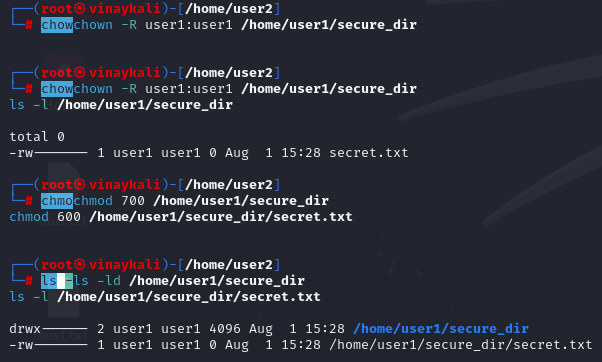 ┌──(root㉿vinaykali)-[/home/user2]
└─# chowchown -R user1:user1 /home/user1/secure_dir
┌──(root㉿vinaykali)-[/home/user2]
└─# chowchown -R user1:user1 /home/user1/secure_dir
ls -l /home/user1/secure_dir
total 0
-rw------- 1 user1 user1 0 Aug  1 15:28 secret.txt
┌──(root㉿vinaykali)-[/home/user2]
└─# chmochmod 700 /home/user1/secure_dir
chmod 600 /home/user1/secure_dir/secret.txt
┌──(root㉿vinaykali)-[/home/user2]
└─# ls -ls -ld /home/user1/secure_dir
ls -l /home/user1/secure_dir/secret.txt
drwx------ 2 user1 user1 4096 Aug  1 15:28 /home/user1/secure_dir
-rw------- 1 user1 user1 0 Aug  1 15:28 /home/user1/secure_dir/secret.txt